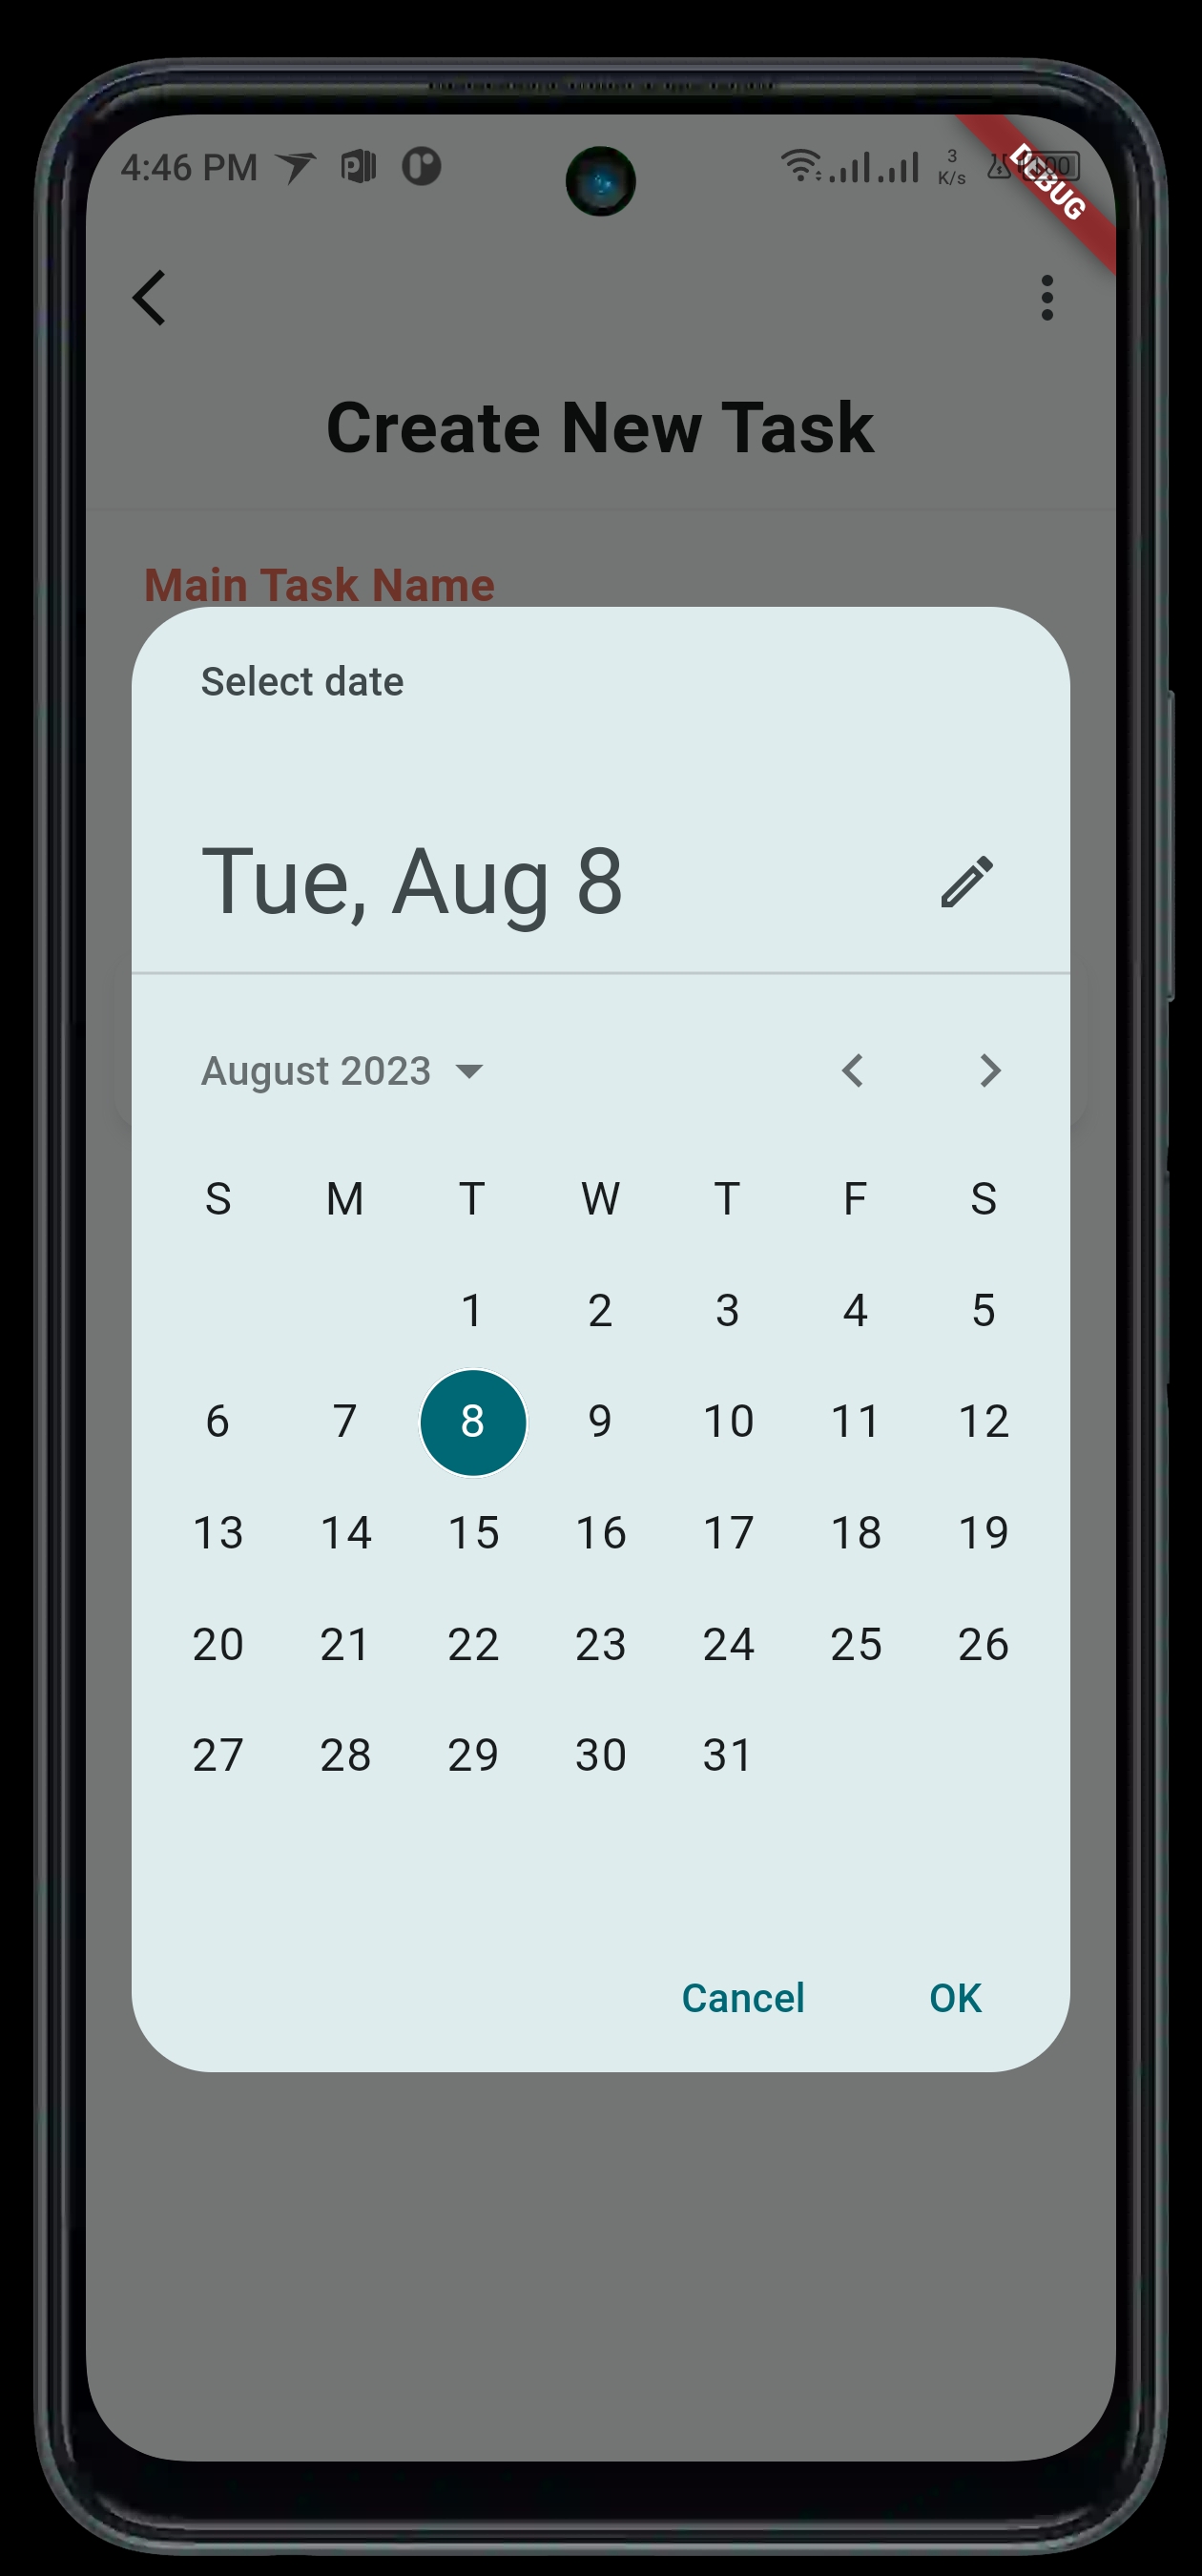 4:46 PM
3
K/s
100
DEBUG
Create New Task
Main Task Name
Select date
Tue, Aug 8
August 2023
S M T W T F S
1 2 3 4 5
6 7 8 9 10 11 12
13 14 15 16 17 18 19
20 21 22 23 24 25 26
27 28 29 30 31
Cancel OK